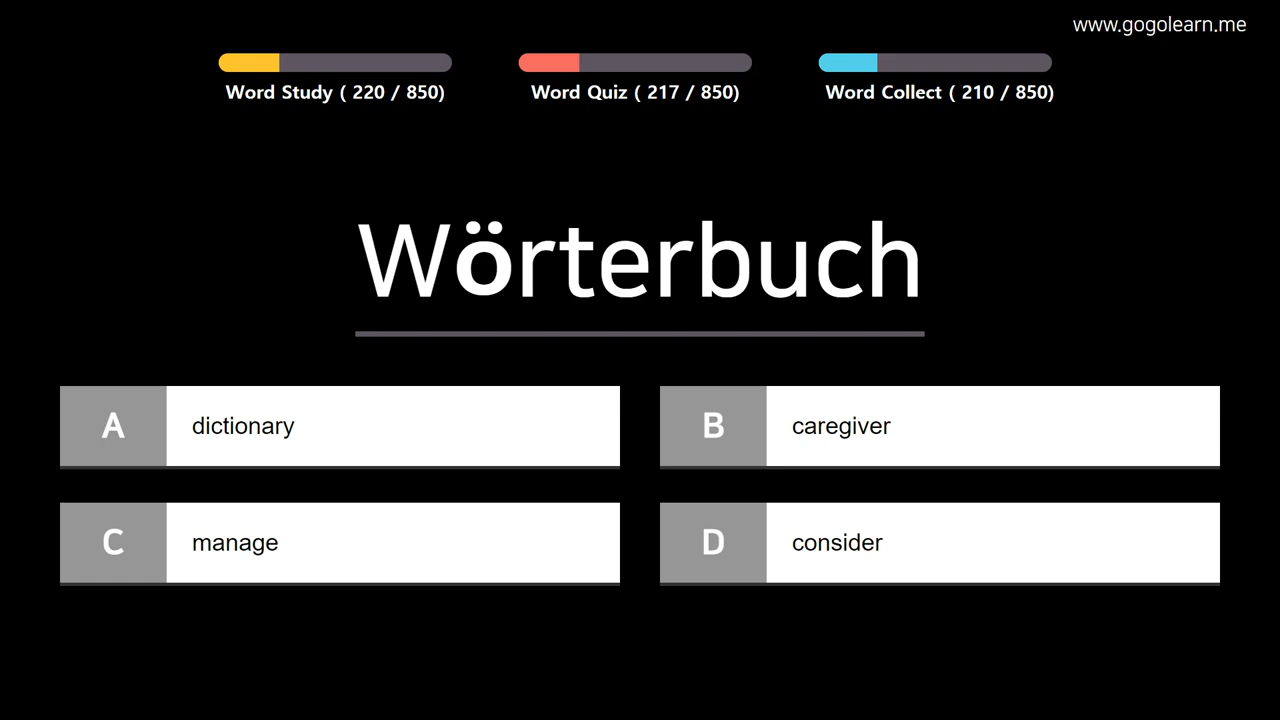 www.gogolearn.me
Word Study ( 220 / 850)
Word Quiz ( 217 / 850)
Word Collect ( 210 / 850)
Wörterbuch
A dictionary
B caregiver
C manage
D consider